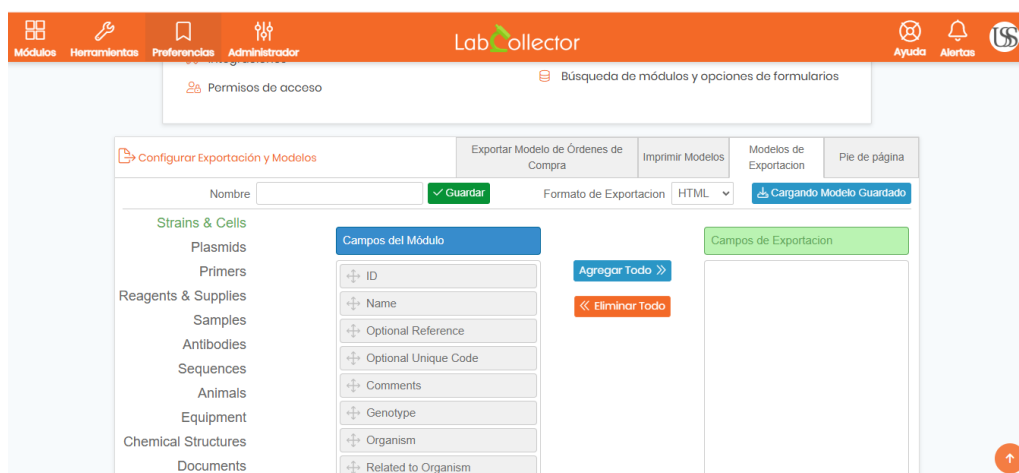 Módulos
Herramientas
Preferencias
Administrador
LabCollector
Ayuda
Alertas
USS
Permisos de acceso
Búsqueda de módulos y opciones de formularios
Configurar Exportación y Modelos
Exportar Modelo de Órdenes de
Compra
Imprimir Modelos
Modelos de
Exportacion
Pie de página
Nombre
Guardar
Formato de Exportacion
HTML
Cargando Modelo Guardado
Strains & Cells
Plasmids
Primers
Reagents & Supplies
Samples
Antibodies
Sequences
Animals
Equipment
Chemical Structures
Documents
Campos del Módulo
ID
Name
Optional Reference
Optional Unique Code
Comments
Genotype
Organism
Related to Organism
Agregar Todo
Eliminar Todo
Campos de Exportacion